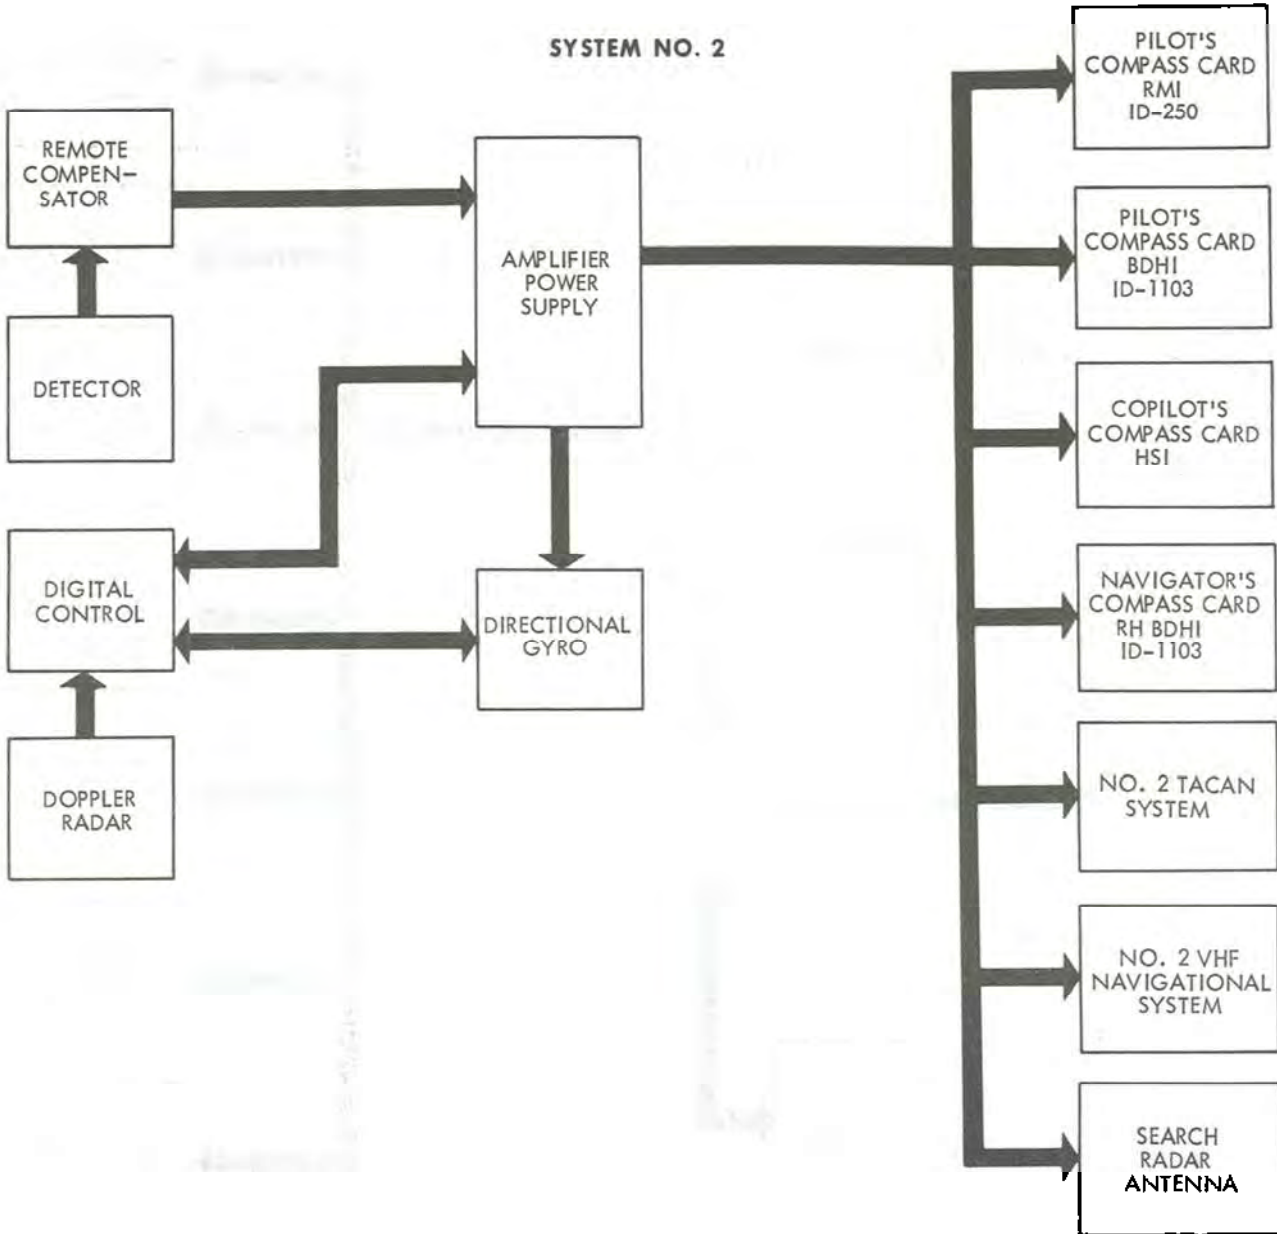 SYSTEM NO. 2
PILOT'S
COMPASS CARD
RMI
ID-250
REMOTE
COMPEN-
SATOR
AMPLIFIER
POWER
SUPPLY
PILOT'S
COMPASS CARD
BDHI
ID-1103
DETECTOR
COPILOT'S
COMPASS CARD
HSI
DIGITAL
CONTROL
DIRECTIONAL
GYRO
NAVIGATOR'S
COMPASS CARD
RH BDHI
ID-1103
DOPPLER
RADAR
NO. 2 TACAN
SYSTEM
NO. 2 VHF
NAVIGATIONAL
SYSTEM
SEARCH
RADAR
ANTENNA